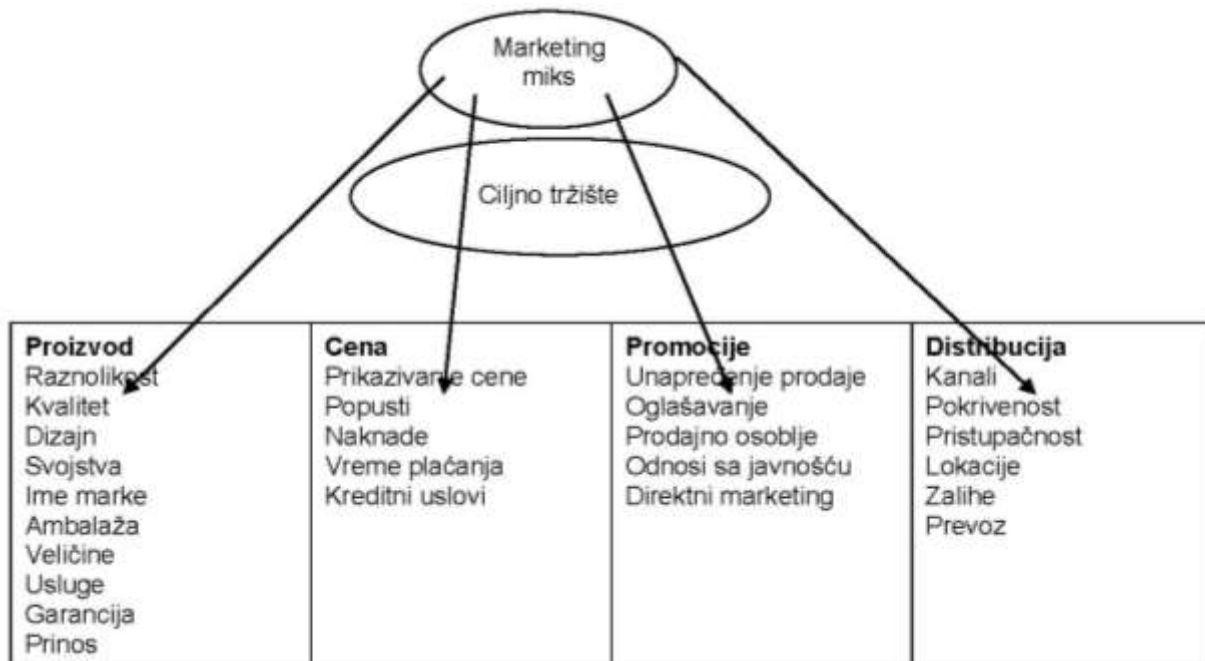 Marketing
miks
Ciljno tržište
Proizvod
Raznolikost
Kvalitet
Dizajn
Svojstva
Ime marke
Ambalaža
Veličine
Usluge
Garancija
Prinos
Cena
Prikazivanje cene
Popusti
Naknade
Vreme plaćanja
Kreditni uslovi
Promocije
Unapređenje prodaje
Oglašavanje
Prodajno osoblje
Odnosi sa javnošću
Direktni marketing
Distribucija
Kanali
Pokrivenost
Pristupačnost
Lokacije
Zalihe
Prevoz